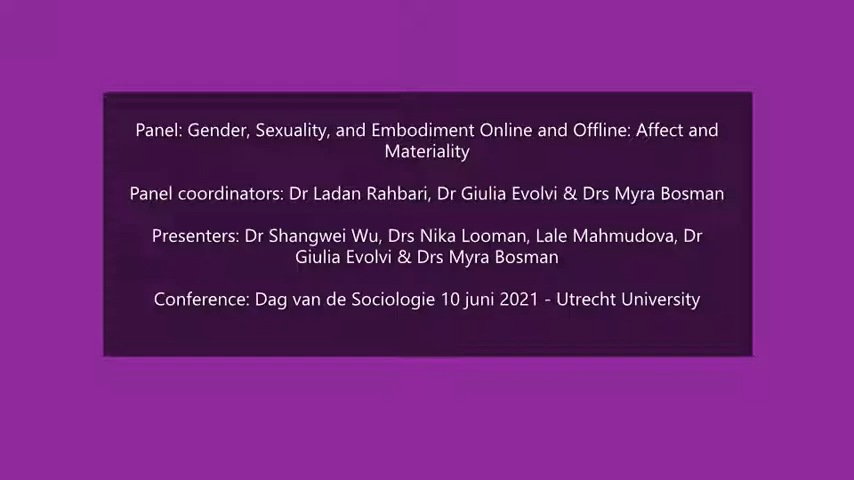 Panel: Gender, Sexuality, and Embodiment Online and Offline: Affect and
Materiality
Panel coordinators: Dr Ladan Rahbari, Dr Giulia Evolvi & Drs Myra Bosman
Presenters: Dr Shangwei Wu, Drs Nika Looman, Lale Mahmudova, Dr
Giulia Evolvi & Drs Myra Bosman
Conference: Dag van de Sociologie 10 juni 2021 - Utrecht University